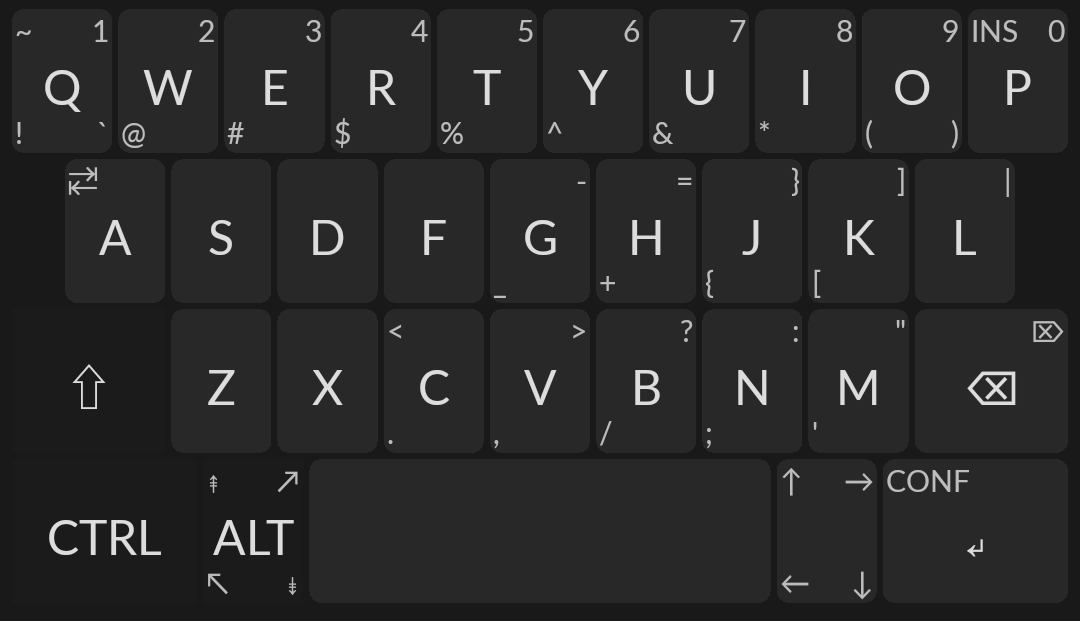 ~ 1 2 3 4 5 6 7 8 9 INS 0
Q W E R T Y U I O P
! ` @ # $ % ^ & * ( )
⇆ - = } ] |
A S D F G H J K L
_ + { [
< > ? : " ⌦
⇧ Z X C V B N M ⌫
. , / ; '
⇞ ↗ ↑ → CONF
CTRL ALT ↲
↖ ⇟ ← ↓